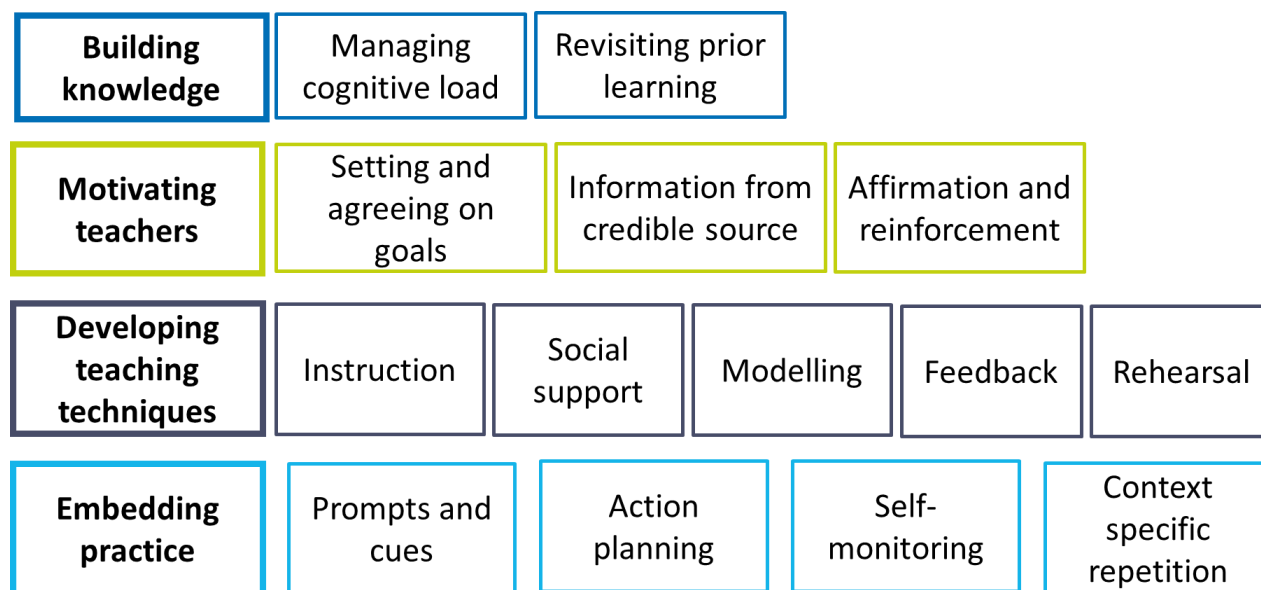 Building
knowledge
Managing
cognitive load
Revisiting prior
learning
Motivating
teachers
Setting and
agreeing on
goals
Information from
credible source
Affirmation and
reinforcement
Developing
teaching
techniques
Instruction
Social
support
Modelling
Feedback
Rehearsal
Embedding
practice
Prompts and
cues
Action
planning
Self-
monitoring
Context
specific
repetition